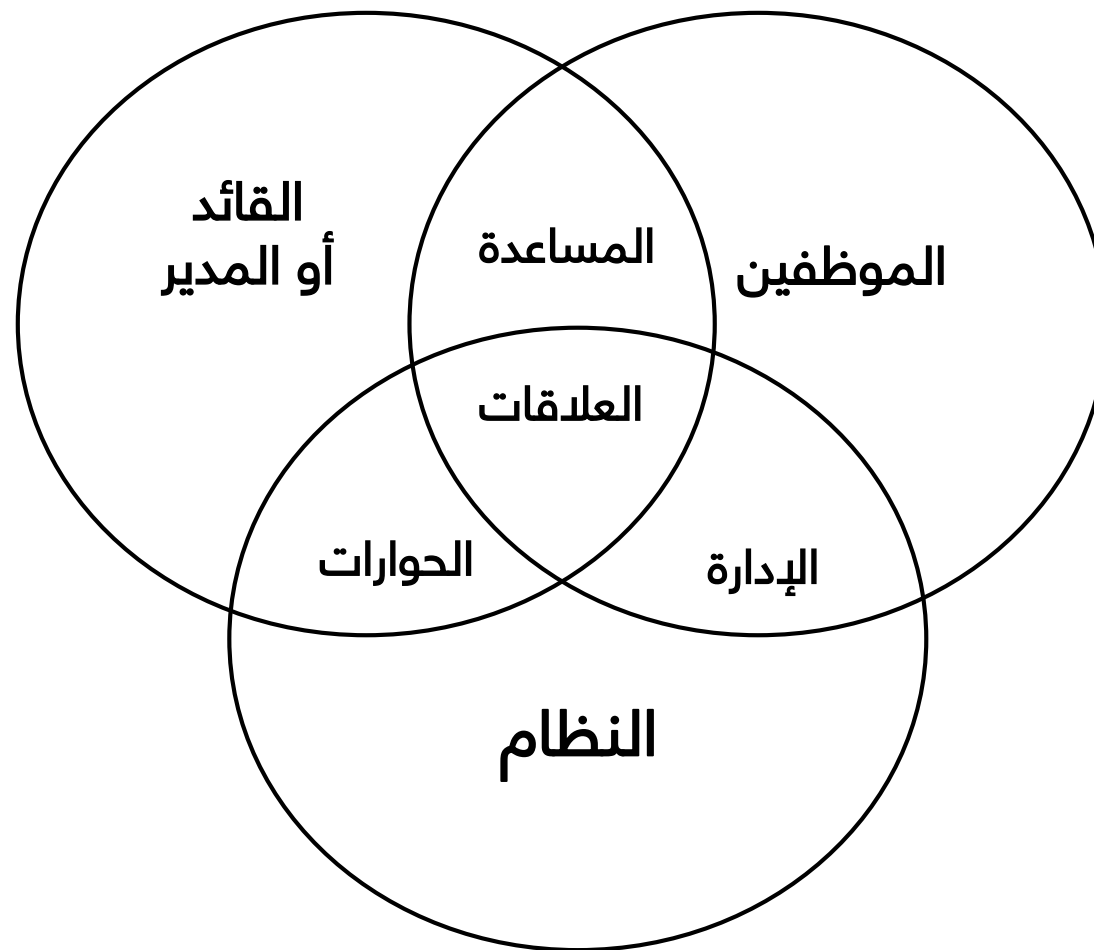 القائد
أو المدير
المساعدة
الموظفين
العلاقات
الحوارات
الإدارة
النظام